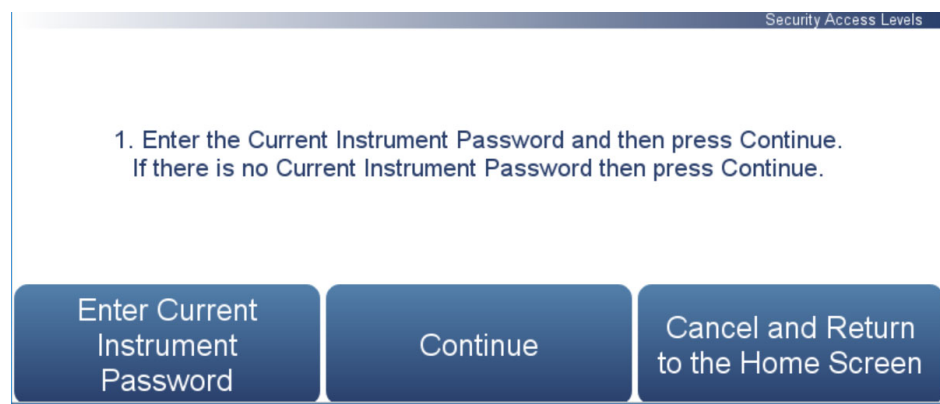 Security Access Levels
1. Enter the Current Instrument Password and then press Continue.
If there is no Current Instrument Password then press Continue.
Enter Current
Instrument
Password
Continue
Cancel and Return
to the Home Screen